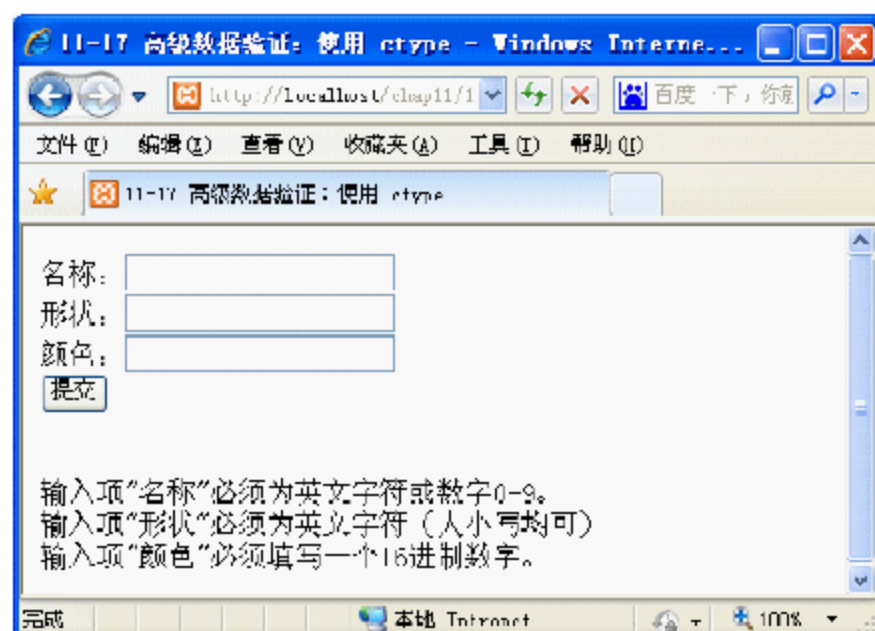 11-17 高级数据验证：使用 ctype - Windows Interne...
http://localhost/chap11/1
百度一下，你
文件(F) 编辑(E) 查看(V) 收藏夹(A) 工具(T) 帮助(H)
11-17 高级数据验证：使用 ctype
名称：
形状：
颜色：
提交
输入项"名称"必须为英文字符或数字0-9。
输入项"形状"必须为英文字符（大小写均可）
输入项"颜色"必须填写一个16进制数字。
完成 本地 Intranet 100%